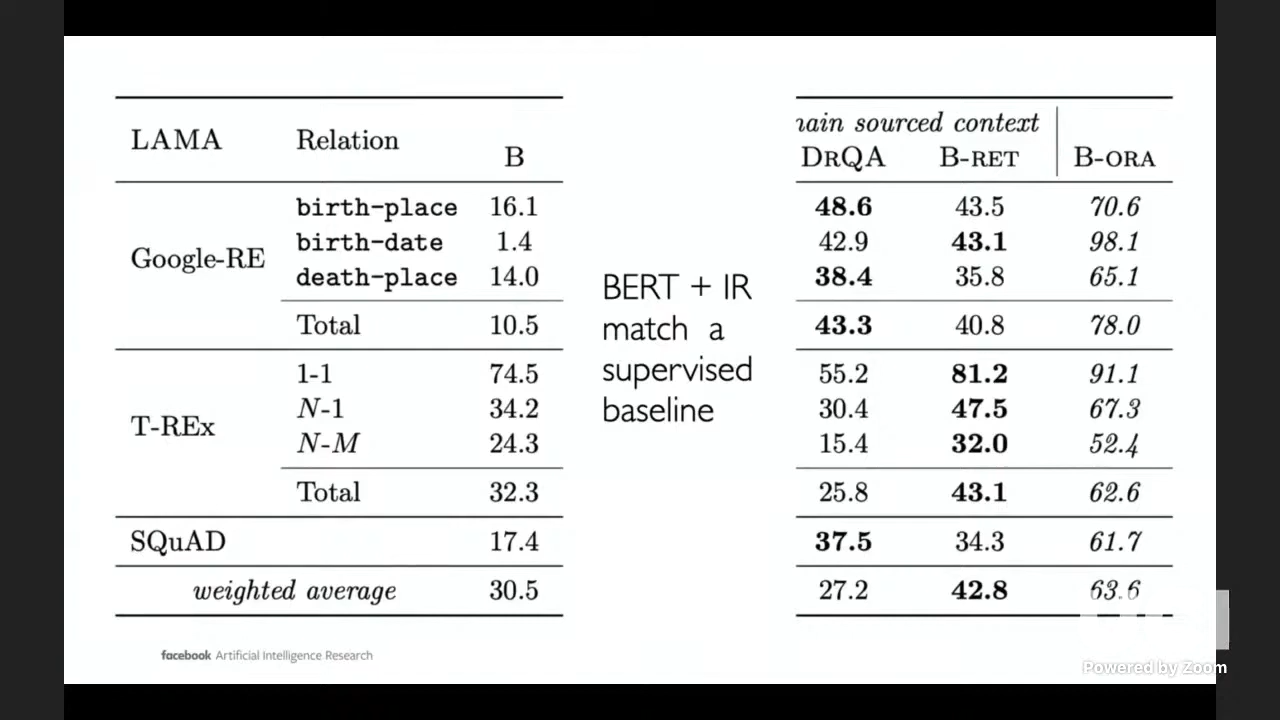 main sourced context
LAMA Relation B DRQA B-RET B-ORA
birth-place 16.1 48.6 43.5 70.6
birth-date 1.4 42.9 43.1 98.1
Google-RE
death-place 14.0 38.4 35.8 65.1
Total 10.5 43.3 40.8 78.0
1-1 74.5 55.2 81.2 91.1
N-1 34.2 30.4 47.5 67.3
T-REx
N-M 24.3 15.4 32.0 52.4
Total 32.3 25.8 43.1 62.6
SQuAD 17.4 37.5 34.3 61.7
weighted average 30.5 27.2 42.8 63.6
BERT + IR
match a
supervised
baseline
facebook Artificial Intelligence Research
Powered by Zoom